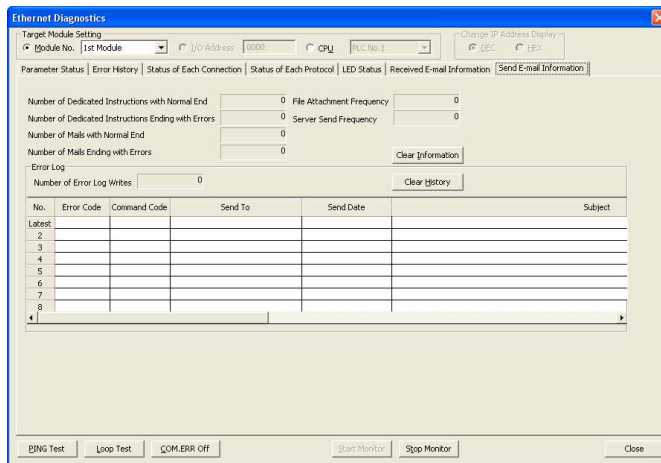 Ethernet Diagnostics
Target Module Setting
Module No. 1st Module I/O Address 0000 CPU PLC No.1
Change IP Address Display
DEC HEX
Parameter Status Error History Status of Each Connection Status of Each Protocol LED Status Received E-mail Information Send E-mail Information
Number of Dedicated Instructions with Normal End 0 File Attachment Frequency 0
Number of Dedicated Instructions Ending with Errors 0 Server Send Frequency 0
Number of Mails with Normal End 0
Number of Mails Ending with Errors 0 Clear Information
Error Log
Number of Error Log Writes 0 Clear History
No. Error Code Command Code Send To Send Date Subject
Latest
2
3
4
5
6
7
8
PING Test Loop Test COM.ERR Off Start Monitor Stop Monitor Close